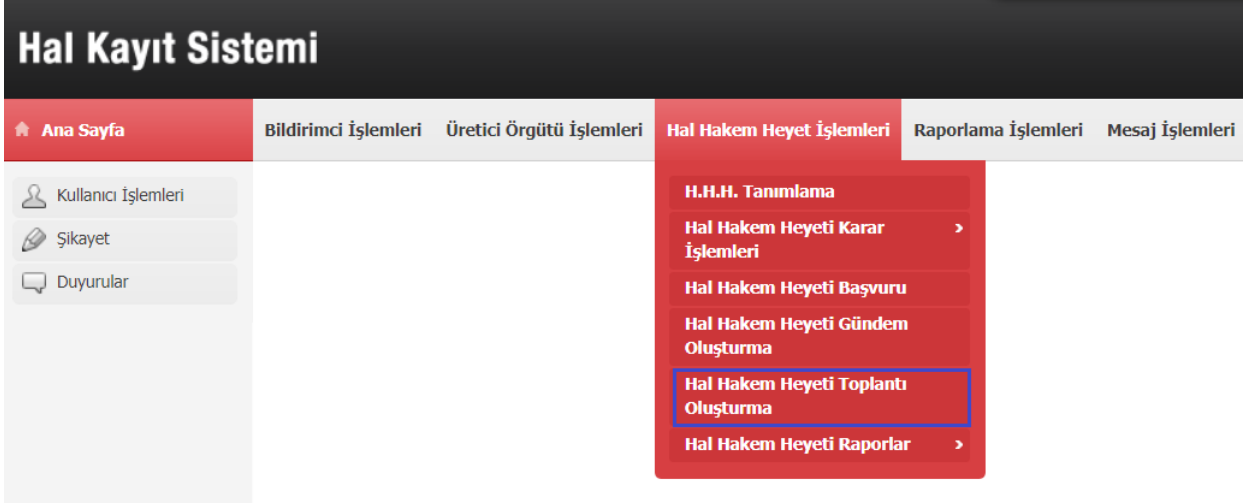 Hal Kayıt Sistemi
Ana Sayfa
Bildirimci İşlemleri
Üretici Örgütü İşlemleri
Hal Hakem Heyet İşlemleri
Raporlama İşlemleri
Mesaj İşlemleri
Kullanıcı İşlemleri
Şikayet
Duyurular
H.H.H. Tanımlama
Hal Hakem Heyeti Karar
İşlemleri
Hal Hakem Heyeti Başvuru
Hal Hakem Heyeti Gündem
Oluşturma
Hal Hakem Heyeti Toplantı
Oluşturma
Hal Hakem Heyeti Raporlar